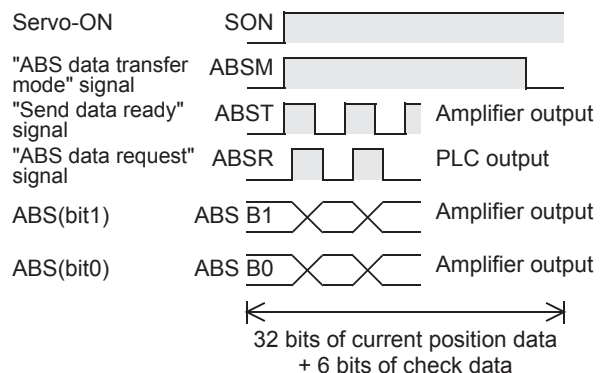 Servo-ON SON
"ABS data transfer
mode" signal ABSM
"Send data ready"
signal ABST Amplifier output
"ABS data request"
signal ABSR PLC output
ABS(bit1) ABS B1 Amplifier output
ABS(bit0) ABS B0 Amplifier output
32 bits of current position data
+ 6 bits of check data